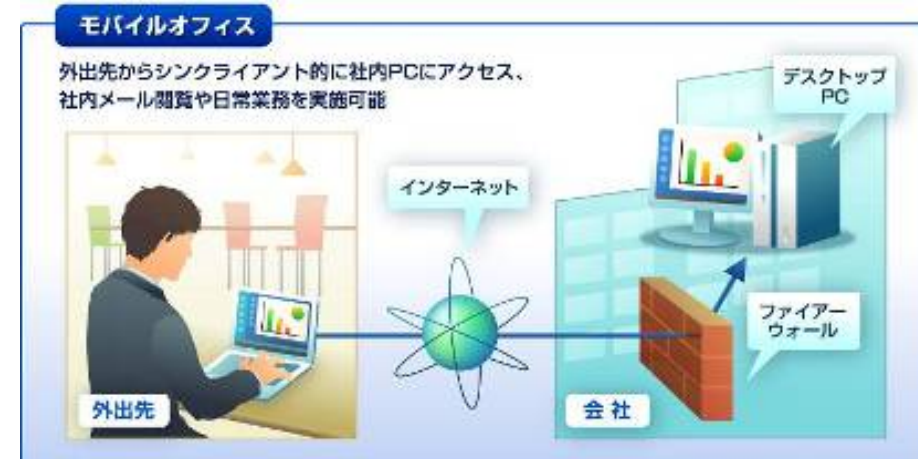 モバイルオフィス
外出先からシンクライアント的に社内PCにアクセス、
社内メール閲覧や日常業務を実施可能
デスクトップ
PC
インターネット
ファイアー
ウォール
外出先
会社